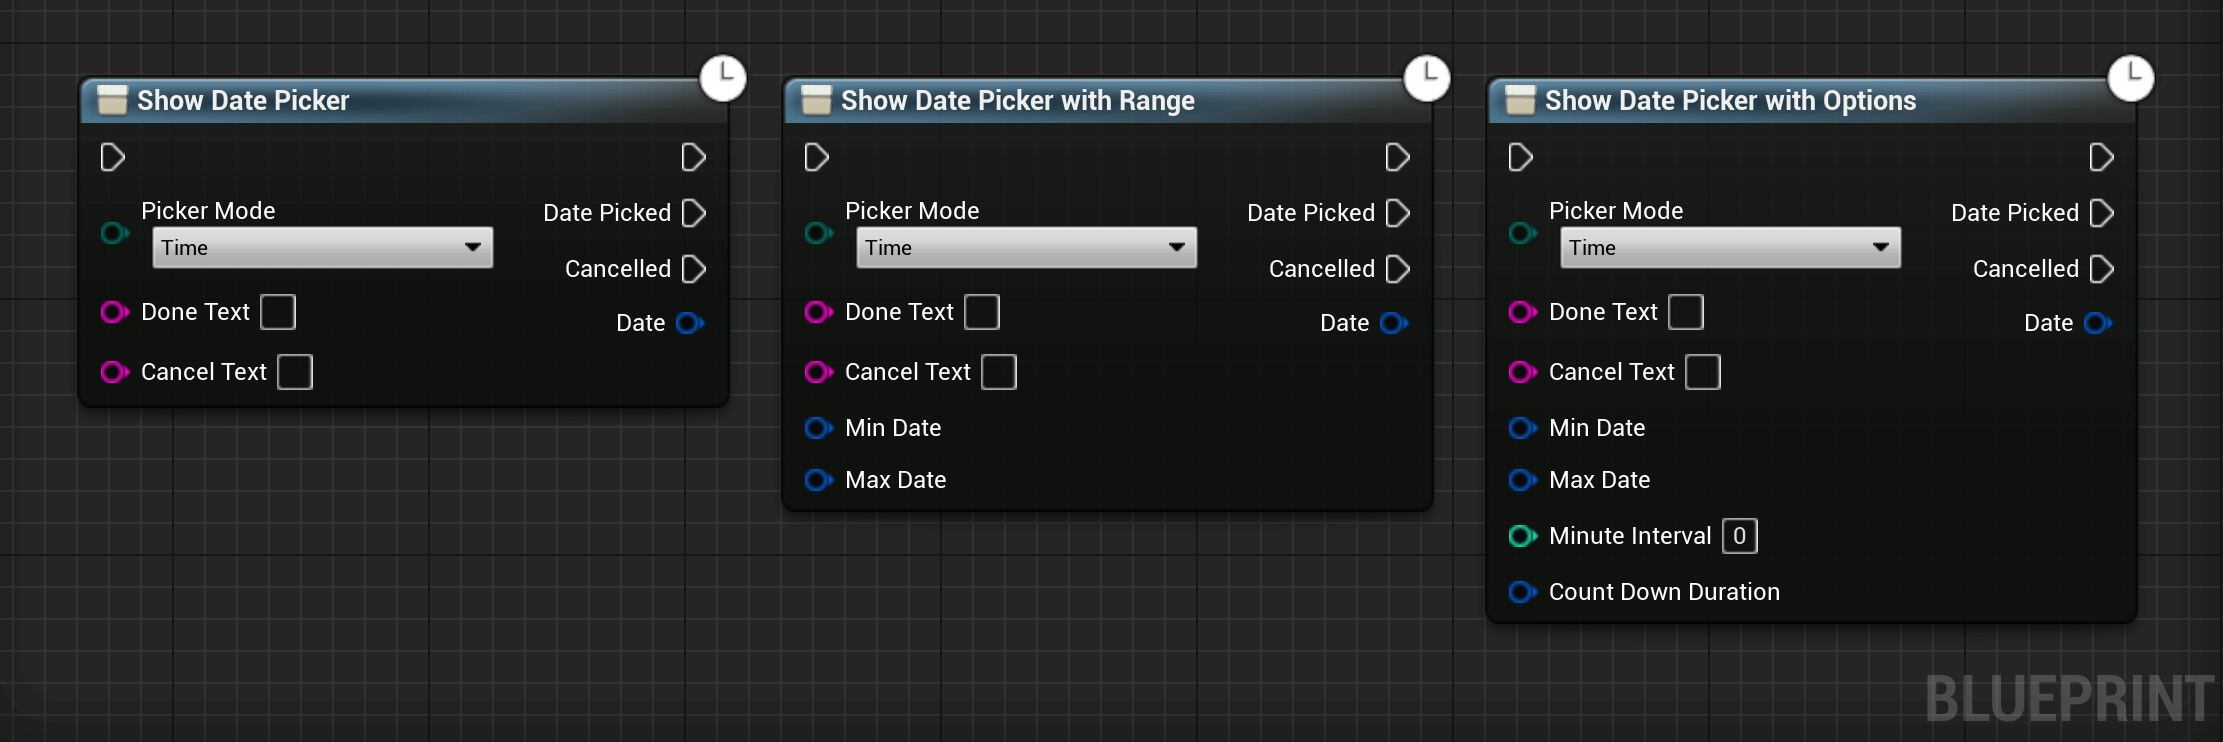 Show Date Picker
Picker Mode
Time
Done Text
Cancel Text
Date Picked
Cancelled
Date
Show Date Picker with Range
Picker Mode
Time
Done Text
Cancel Text
Min Date
Max Date
Date Picked
Cancelled
Date
Show Date Picker with Options
Picker Mode
Time
Done Text
Cancel Text
Min Date
Max Date
Minute Interval 0
Count Down Duration
Date Picked
Cancelled
Date
BLUEPRINT